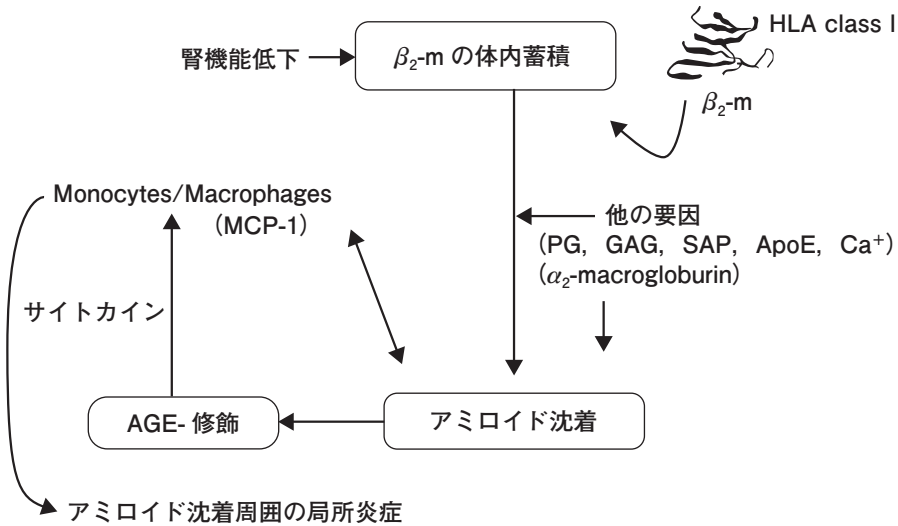 HLA class I
腎機能低下
β₂-m の体内蓄積
β₂-m
Monocytes/Macrophages
(MCP-1)
他の要因
(PG, GAG, SAP, ApoE, Ca⁺)
(α₂-macrogloburin)
サイトカイン
AGE- 修飾
アミロイド沈着
アミロイド沈着周囲の局所炎症